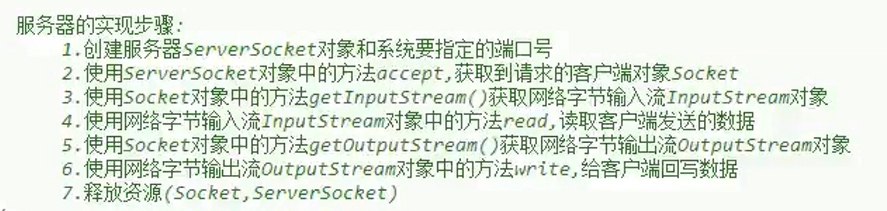 服务器的实现步骤:
1.创建服务器ServerSocket对象和系统要指定的端口号
2.使用ServerSocket对象中的方法accept,获取到请求的客户端对象Socket
3.使用Socket对象中的方法getInputStream()获取网络字节输入流InputStream对象
4.使用网络字节输入流InputStream对象中的方法read,读取客户端发送的数据
5.使用Socket对象中的方法getOutputStream()获取网络字节输出流OutputStream对象
6.使用网络字节输出流OutputStream对象中的方法write,给客户端回写数据
7.释放资源(Socket,ServerSocket)